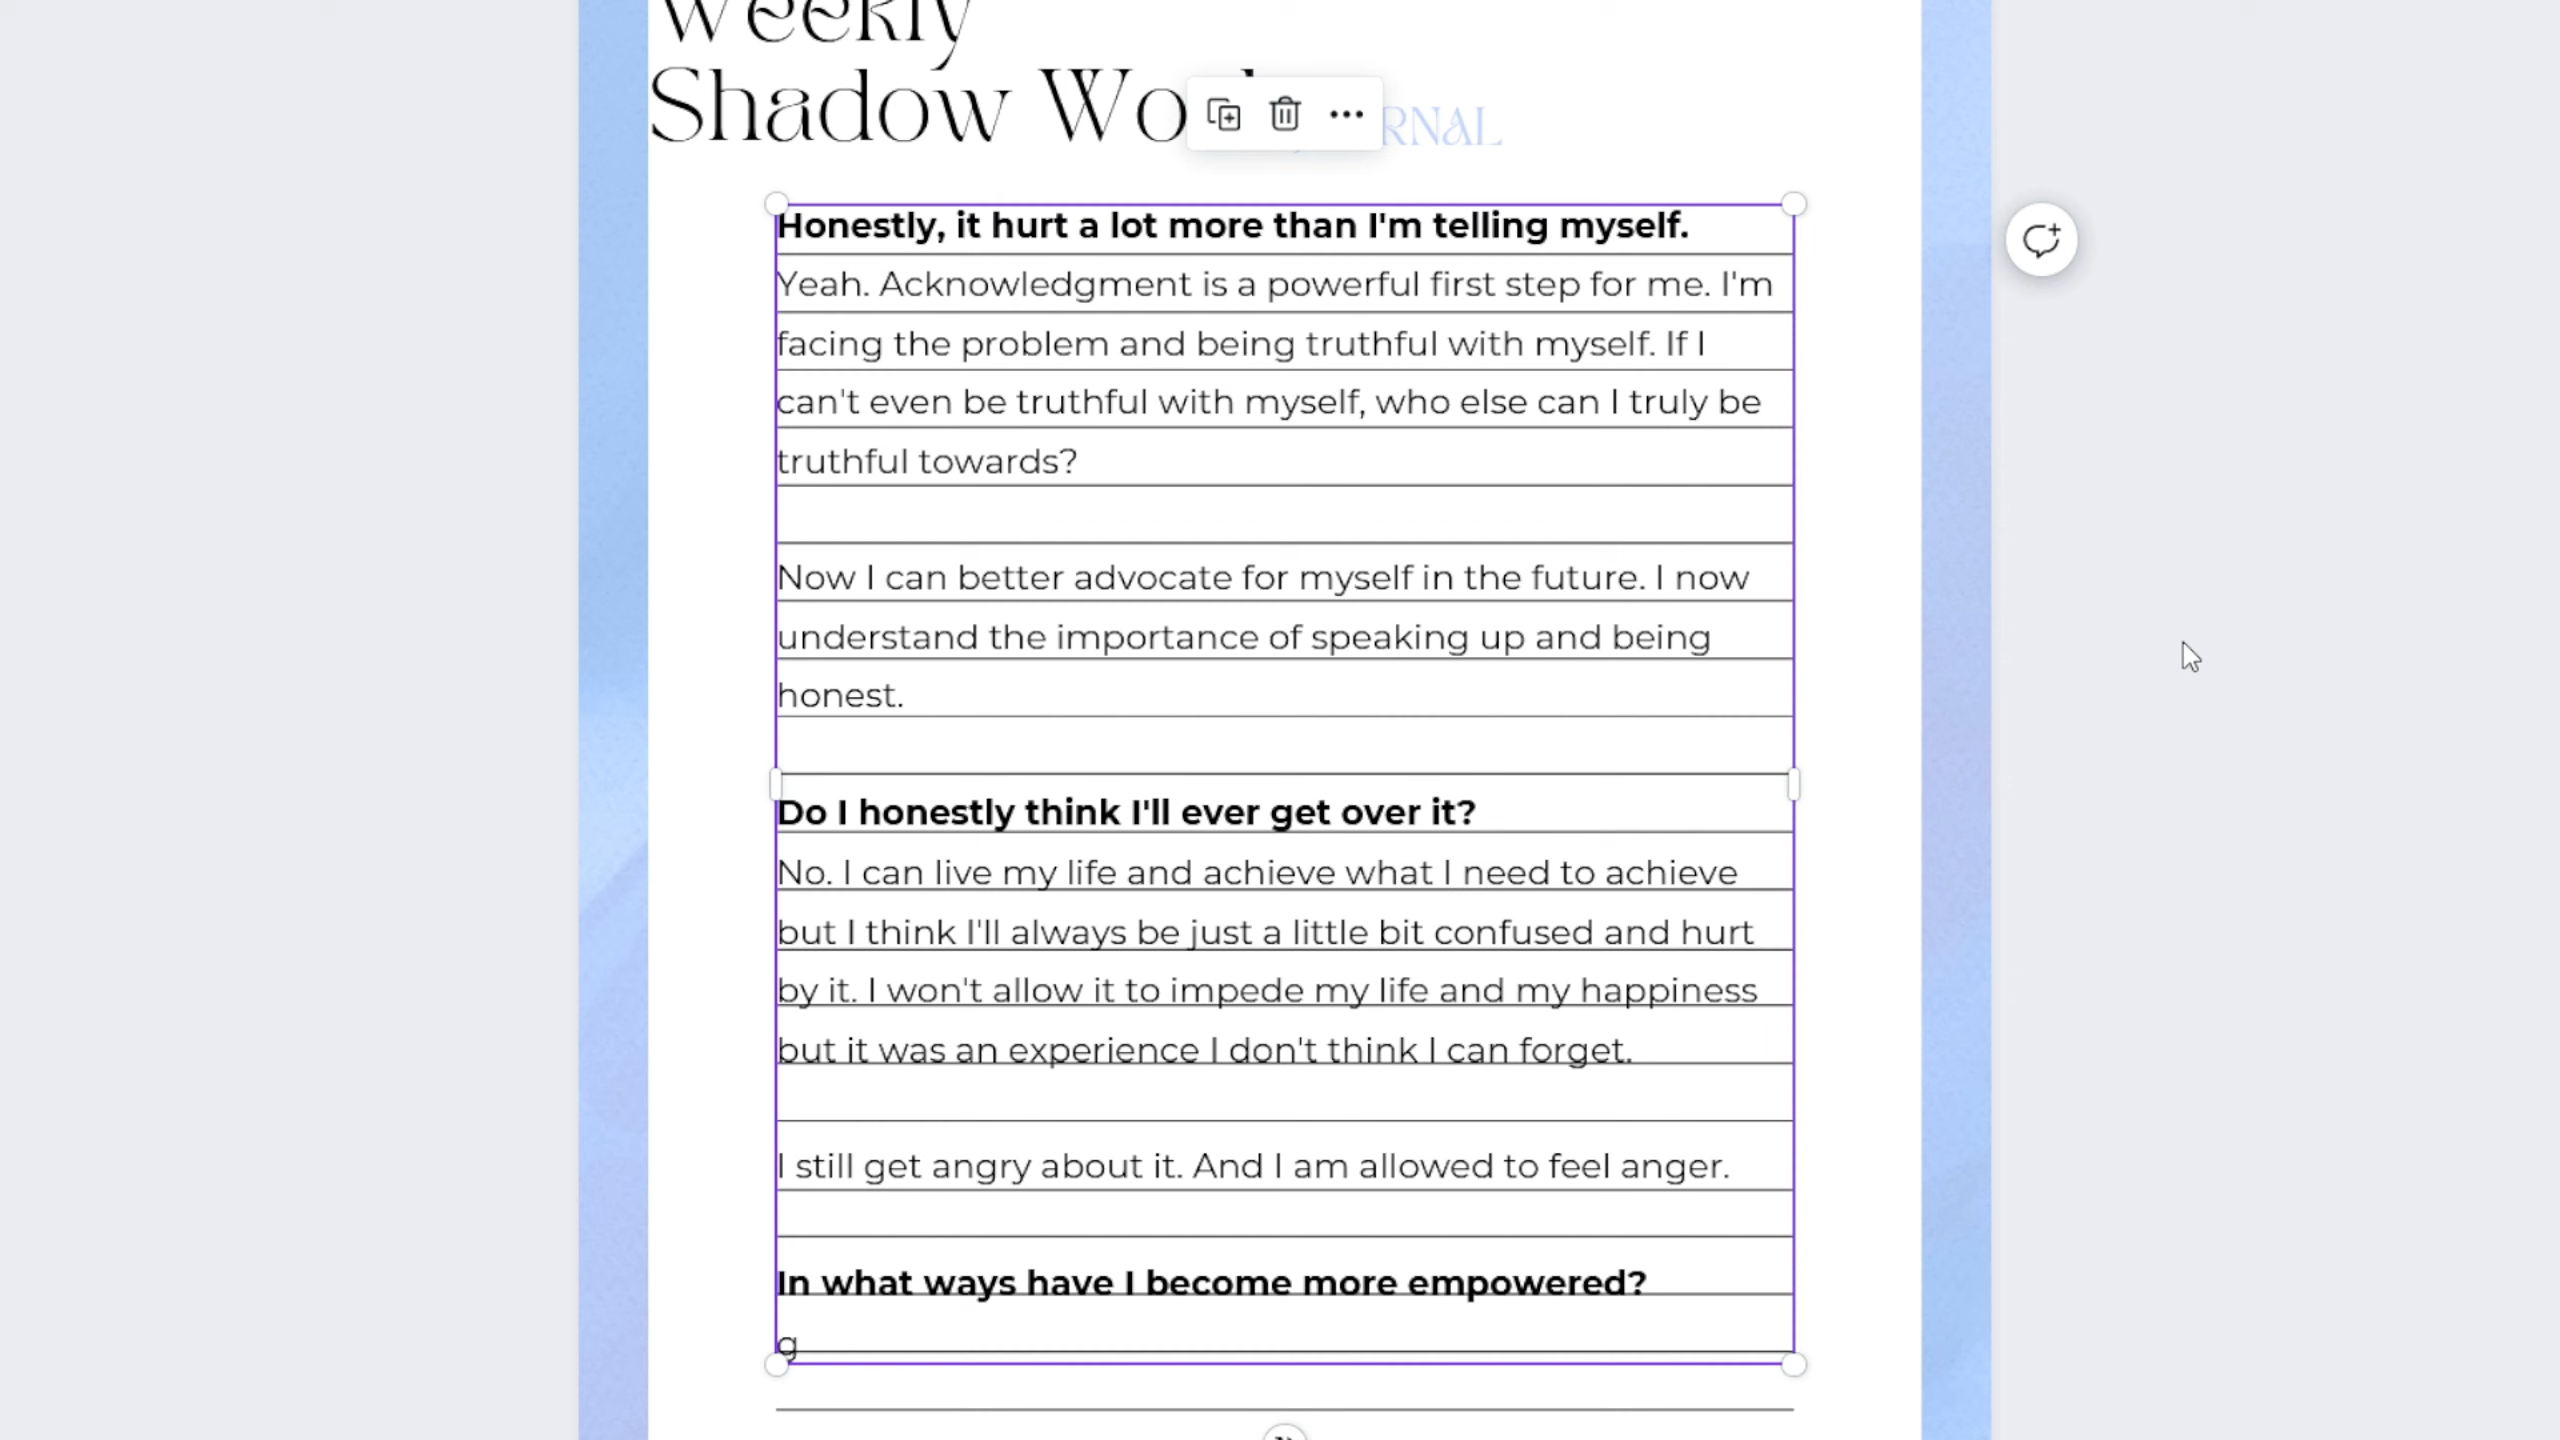 Weekly
Shadow Wo RNAL
Honestly, it hurt a lot more than I'm telling myself.
Yeah. Acknowledgment is a powerful first step for me. I'm
facing the problem and being truthful with myself. If I
can't even be truthful with myself, who else can I truly be
truthful towards?
Now I can better advocate for myself in the future. I now
understand the importance of speaking up and being
honest.
Do I honestly think I'll ever get over it?
No. I can live my life and achieve what I need to achieve
but I think I'll always be just a little bit confused and hurt
by it. I won't allow it to impede my life and my happiness
but it was an experience I don't think I can forget.
I still get angry about it. And I am allowed to feel anger.
In what ways have I become more empowered?
g